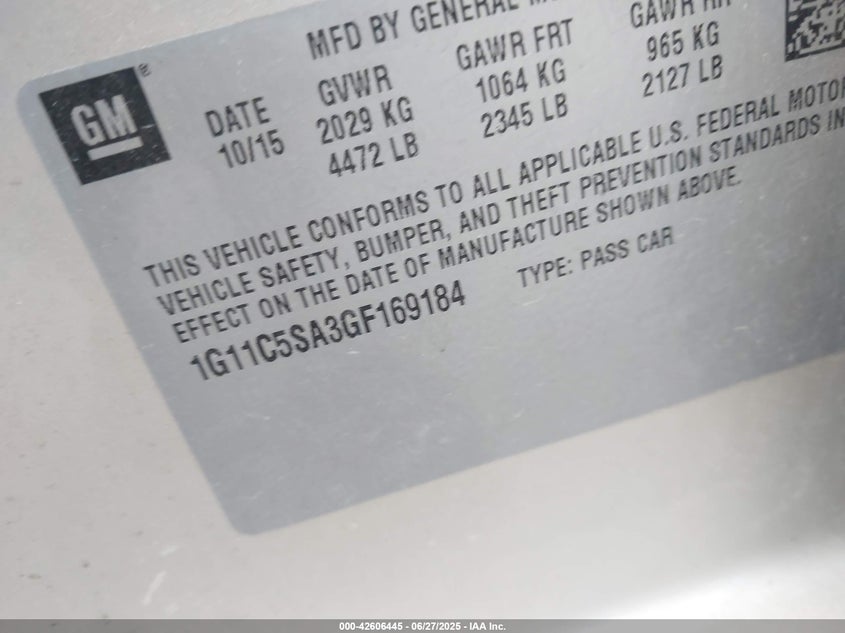 MFD BY GENERAL
GM ®
DATE GVWR GAWR FRT GAWR RR
10/15 2029 KG 1064 KG 965 KG
4472 LB 2345 LB 2127 LB
THIS VEHICLE CONFORMS TO ALL APPLICABLE U.S. FEDERAL MOTOR
VEHICLE SAFETY, BUMPER, AND THEFT PREVENTION STANDARDS IN
EFFECT ON THE DATE OF MANUFACTURE SHOWN ABOVE.
1G11C5SA3GF169184 TYPE: PASS CAR
000-42606445 - 06/27/2025 - IAA Inc.